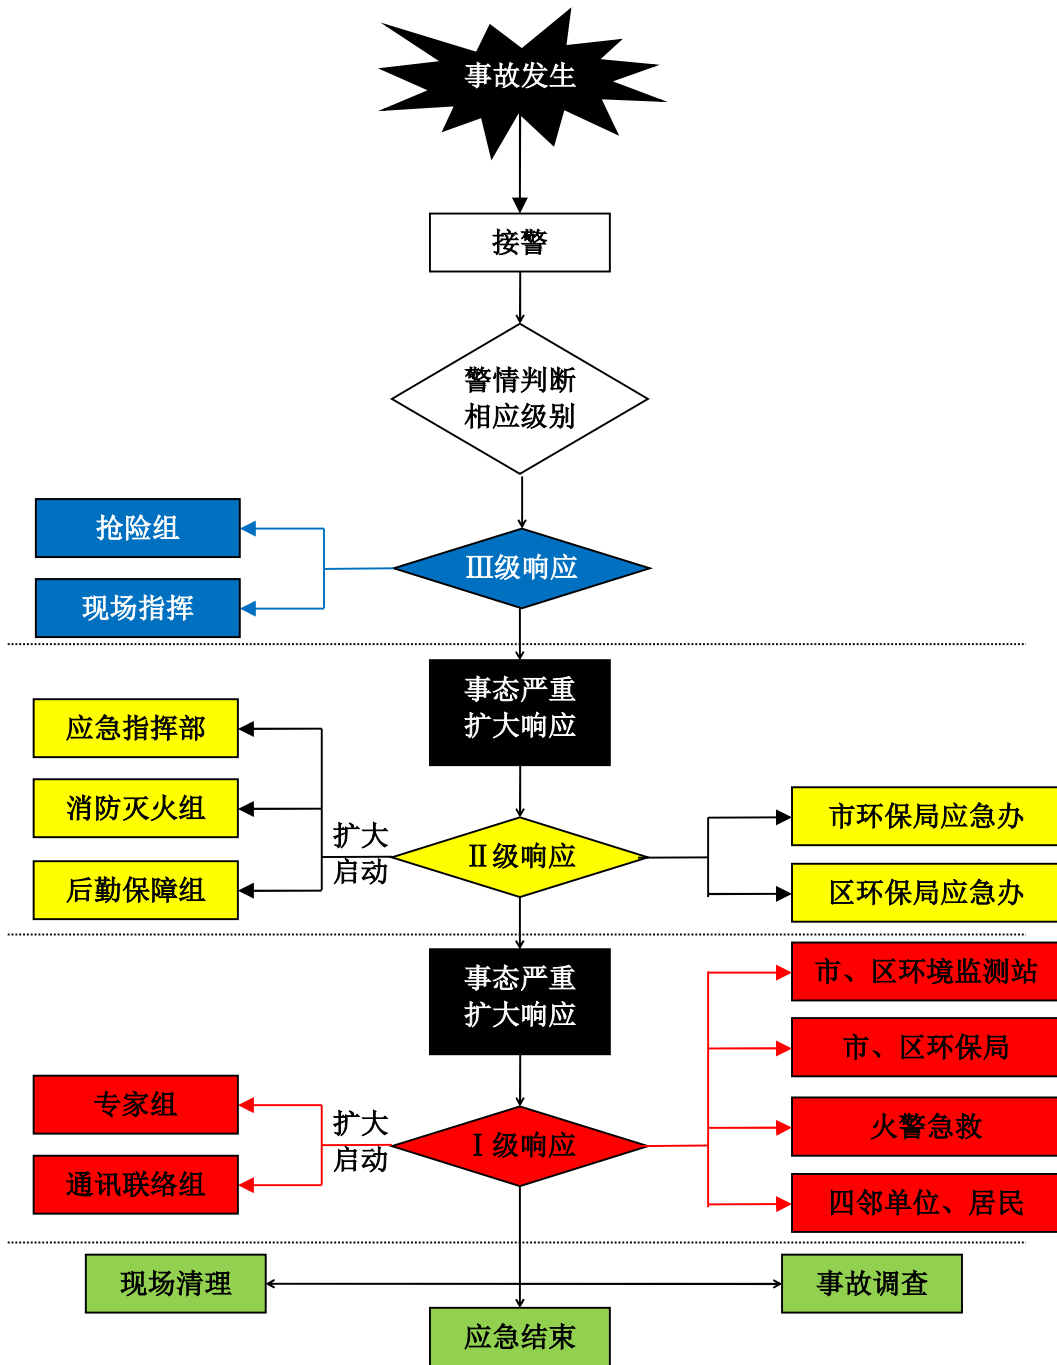 事故发生
接警
警情判断
相应级别
抢险组
现场指挥
Ⅲ级响应
事态严重
扩大响应
应急指挥部
消防灭火组
后勤保障组
扩大
启动
Ⅱ级响应
市环保局应急办
区环保局应急办
事态严重
扩大响应
市、区环境监测站
市、区环保局
火警急救
四邻单位、居民
专家组
通讯联络组
扩大
启动
Ⅰ级响应
现场清理
事故调查
应急结束